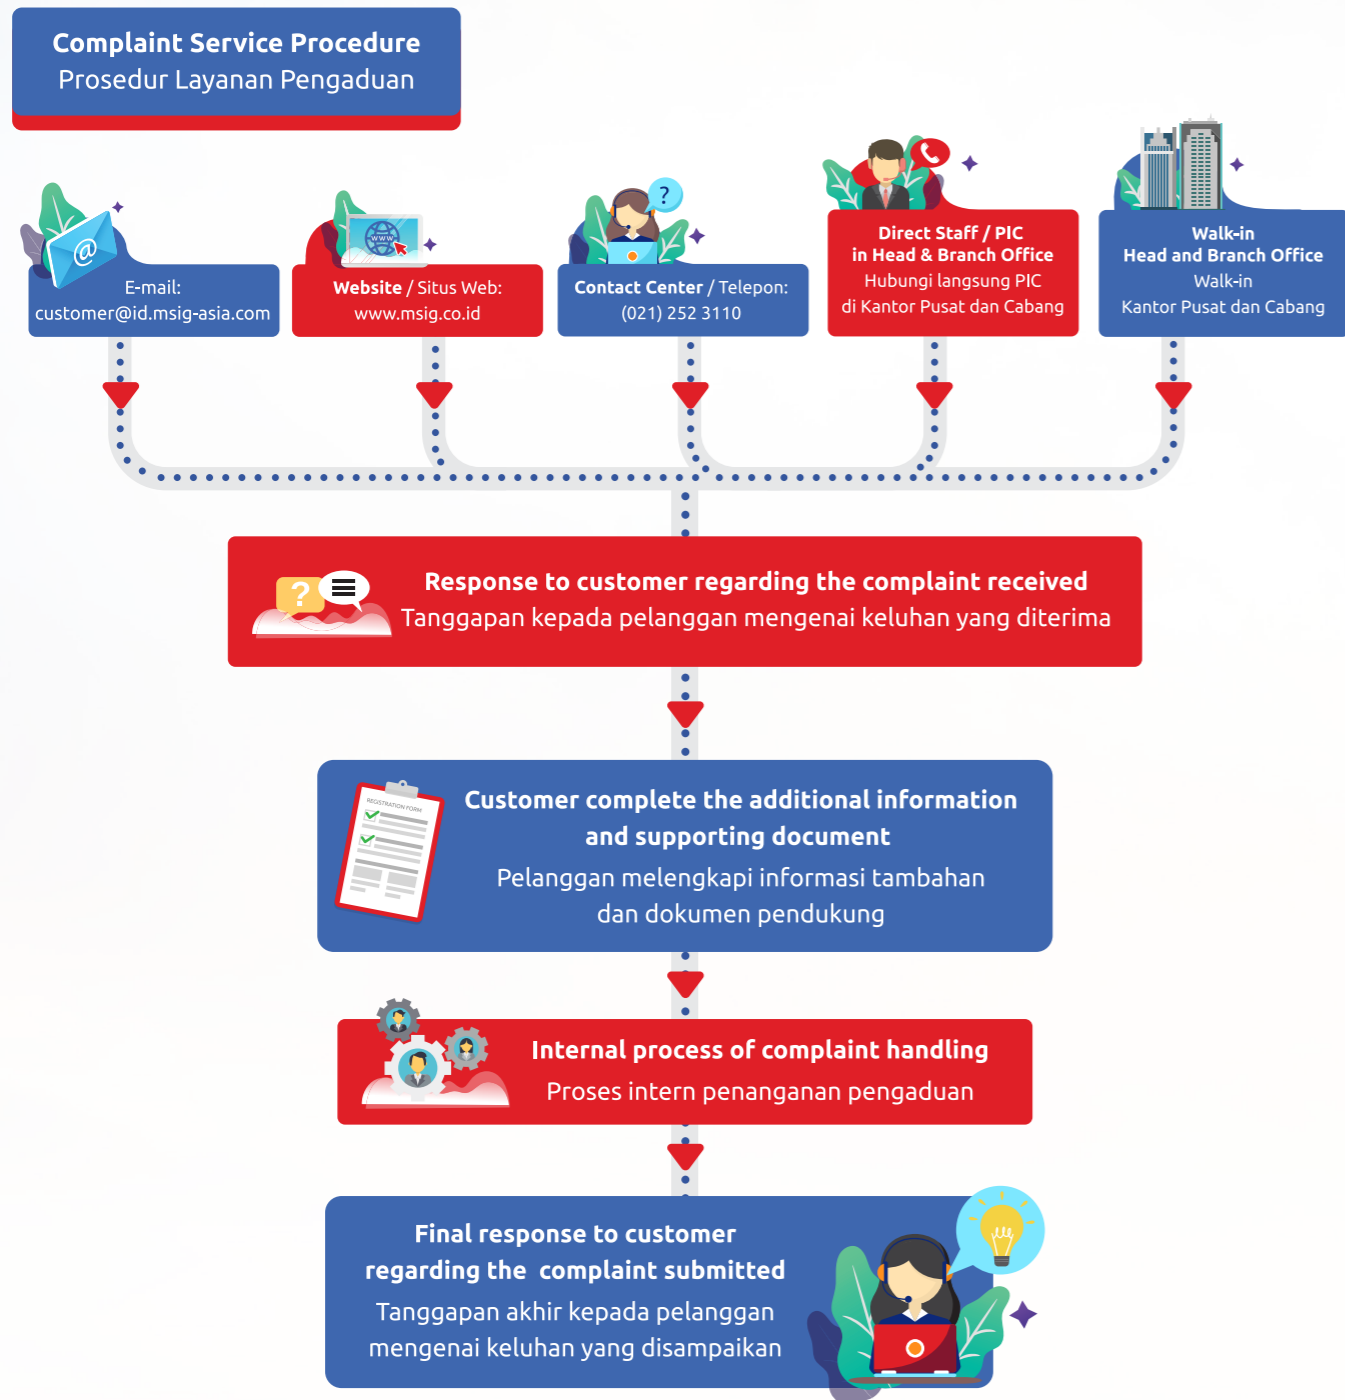 Complaint Service Procedure
Prosedur Layanan Pengaduan
E-mail:
customer@id.msig-asia.com
Website / Situs Web:
www.msig.co.id
Contact Center / Telepon:
(021) 252 3110
Direct Staff / PIC
in Head & Branch Office
Hubungi langsung PIC
di Kantor Pusat dan Cabang
Walk-in
Head and Branch Office
Walk-in
Kantor Pusat dan Cabang
@
WWW
?
?
Response to customer regarding the complaint received
Tanggapan kepada pelanggan mengenai keluhan yang diterima
REGISTRATION FORM
Customer complete the additional information
and supporting document
Pelanggan melengkapi informasi tambahan
dan dokumen pendukung
Internal process of complaint handling
Proses intern penanganan pengaduan
Final response to customer
regarding the complaint submitted
Tanggapan akhir kepada pelanggan
mengenai keluhan yang disampaikan